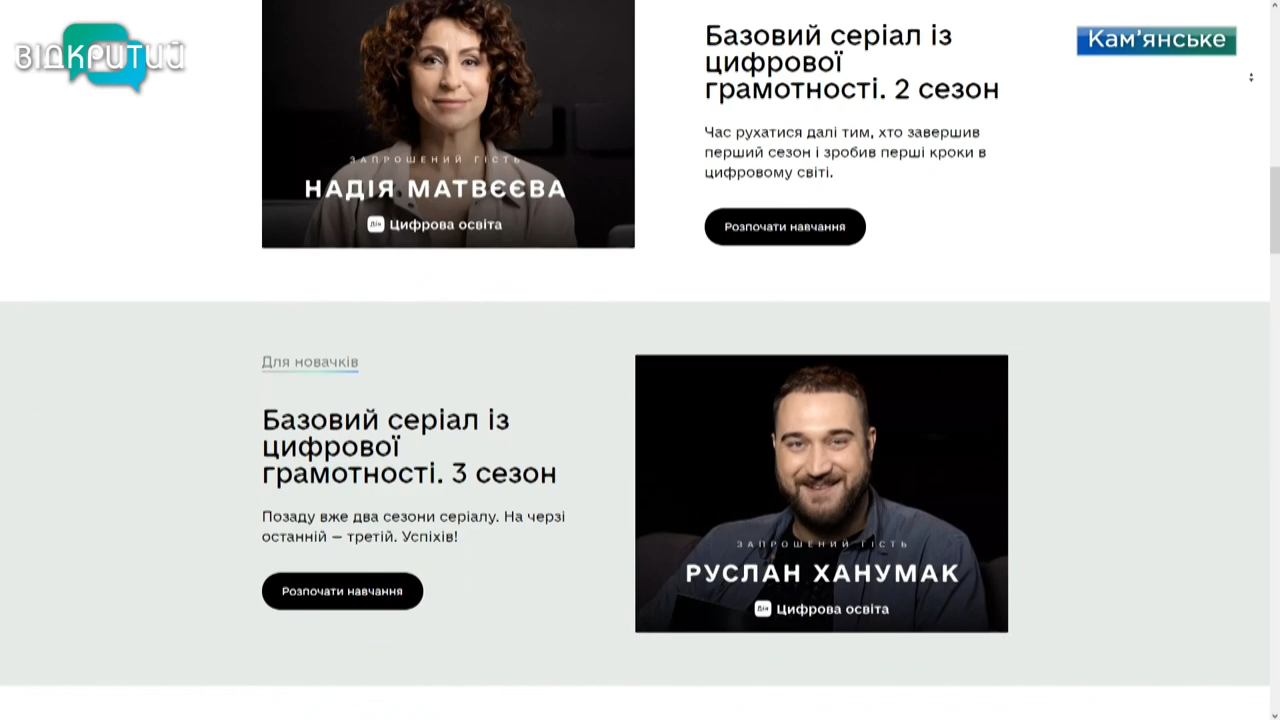 ВІДКРИТИЙ
Кам'янське
ЗАПРОШЕНИЙ ГІСТЬ
НАДІЯ МАТВЄЄВА
Дія Цифрова освіта
Базовий серіал із
цифрової
грамотності. 2 сезон
Час рухатися далі тим, хто завершив
перший сезон і зробив перші кроки в
цифровому світі.
Розпочати навчання
Для новачків
Базовий серіал із
цифрової
грамотності. 3 сезон
Позаду вже два сезони серіалу. На черзі
останній – третій. Успіхів!
Розпочати навчання
ЗАПРОШЕНИЙ ГІСТЬ
РУСЛАН ХАНУМАК
Дія Цифрова освіта